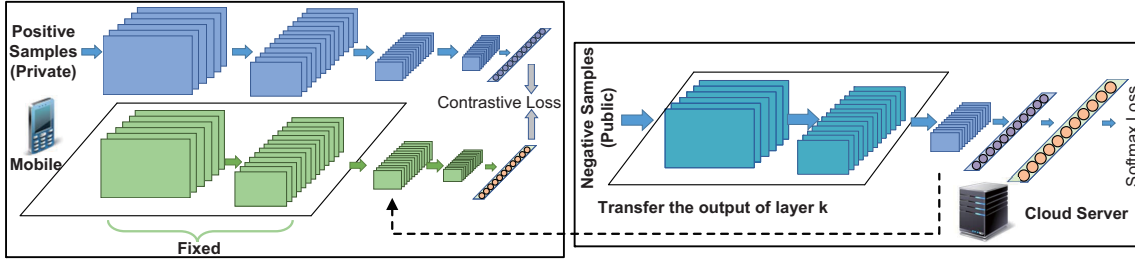 Positive
Samples
(Private)
Contrastive Loss
Mobile
Fixed
Negative Samples
(Public)
Softmax Loss
Transfer the output of layer k
Cloud Server